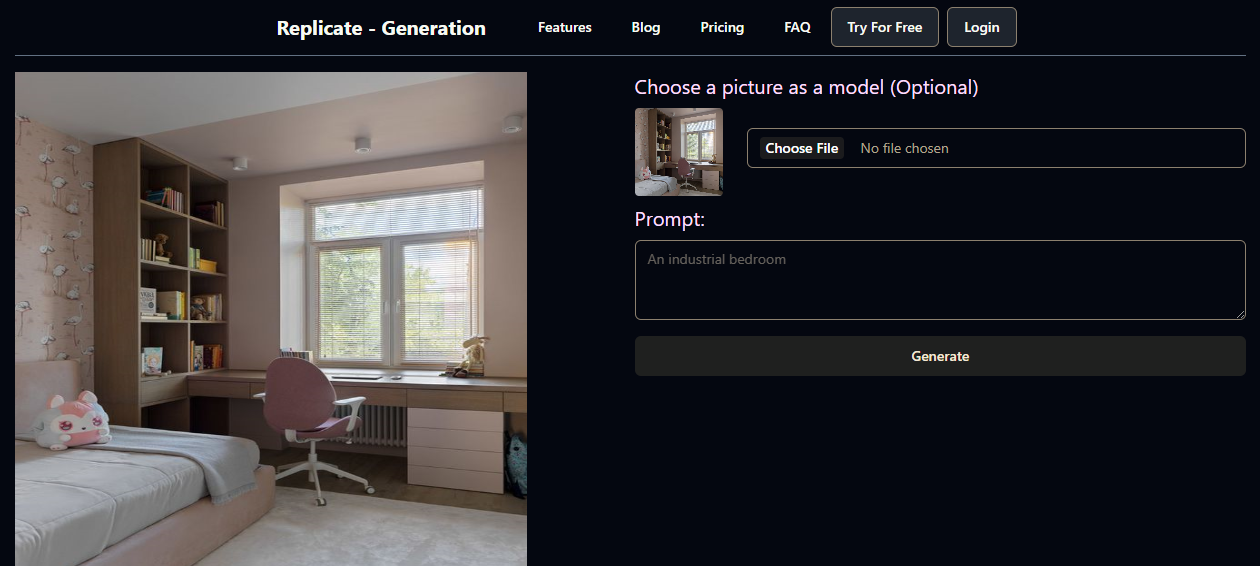 Replicate - Generation Features Blog Pricing FAQ Try For Free Login
Choose a picture as a model (Optional)
Choose File No file chosen
Prompt:
An industrial bedroom
Generate